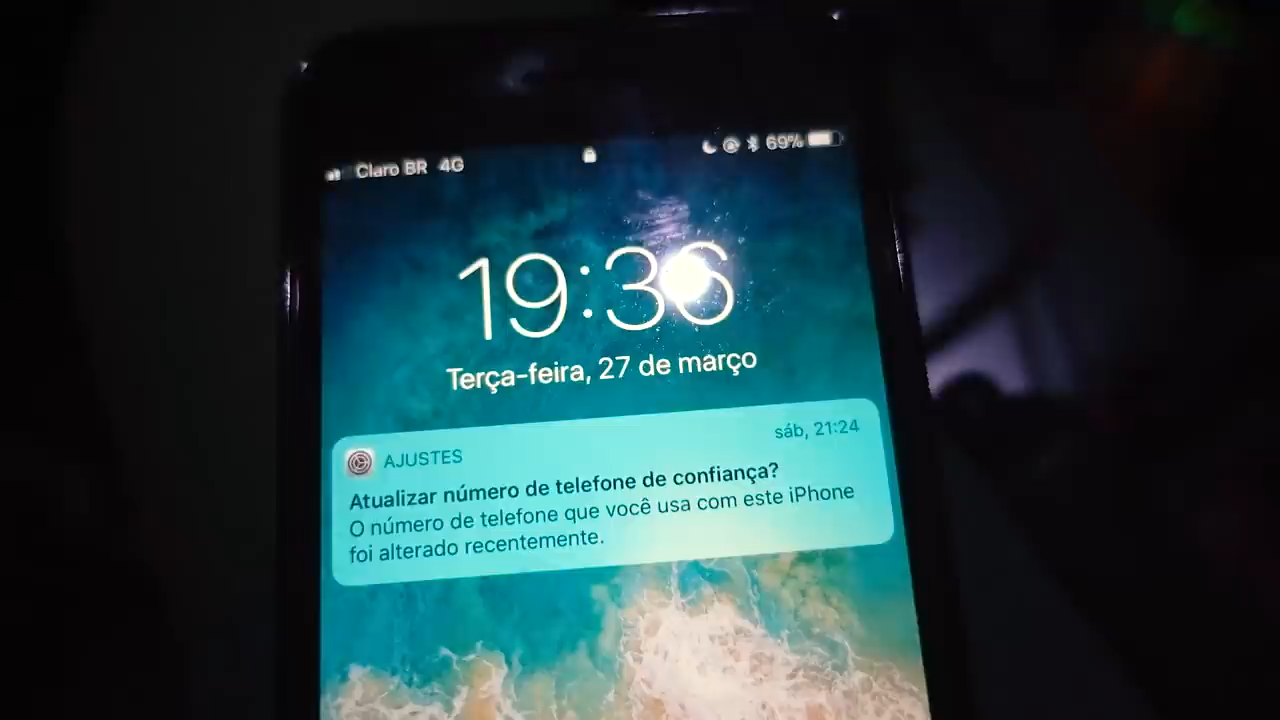 Claro BR 4G 69%
19:36
Terça-feira, 27 de março
AJUSTES sáb, 21:24
Atualizar número de telefone de confiança?
O número de telefone que você usa com este iPhone
foi alterado recentemente.